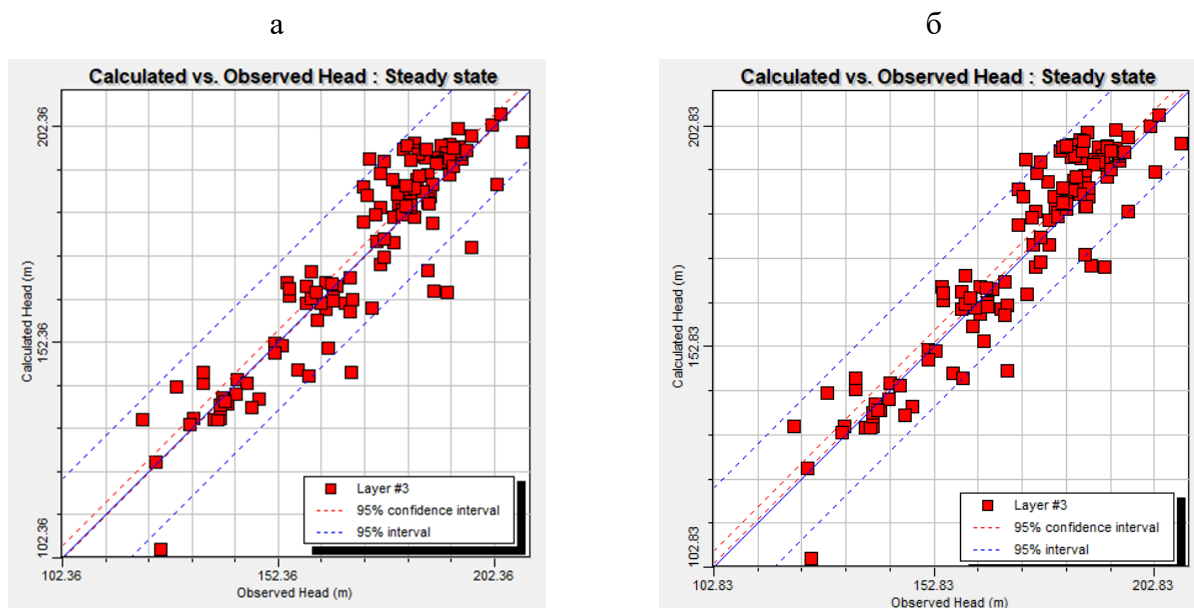 а
б
Calculated vs. Observed Head : Steady state
Calculated Head (m)
202.36
152.36
102.36
Layer #3
95% confidence interval
95% interval
102.36 152.36 202.36
Observed Head (m)
Calculated vs. Observed Head : Steady state
Calculated Head (m)
202.83
152.83
102.83
Layer #3
95% confidence interval
95% interval
102.83 152.83 202.83
Observed Head (m)